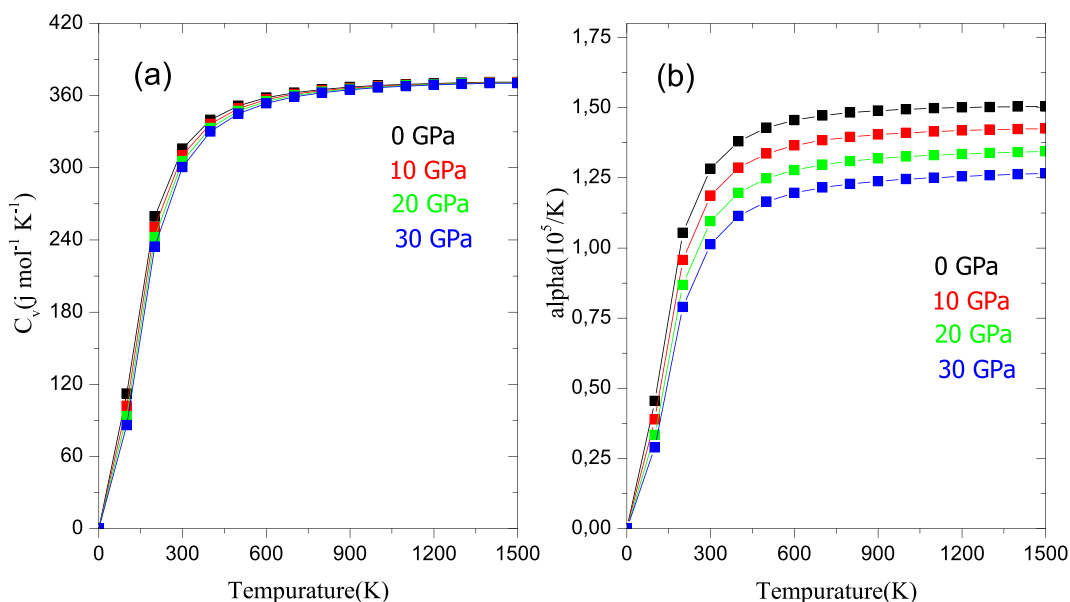 (a)
C_v(j mol⁻¹ K⁻¹)
420
360
300
240
180
120
60
0
0 GPa
10 GPa
20 GPa
30 GPa
0 300 600 900 1200 1500
Tempurature(K)
(b)
alpha(10⁵/K)
1,75
1,50
1,25
1,00
0,75
0,50
0,25
0,00
0 GPa
10 GPa
20 GPa
30 GPa
0 300 600 900 1200 1500
Tempurature(K)